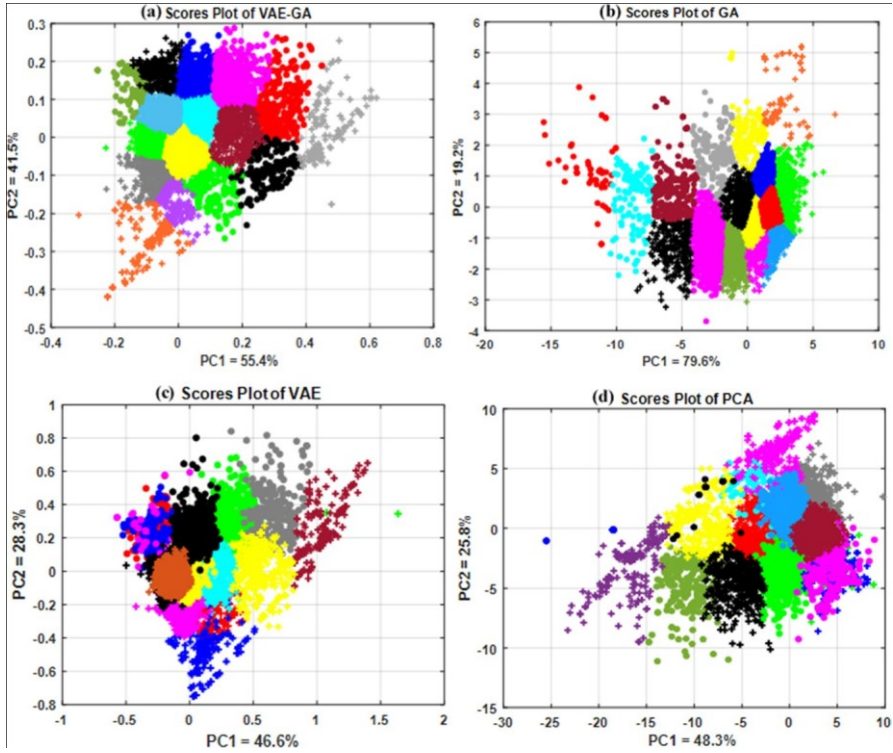 (a) Scores Plot of VAE-GA
0.3
0.2
0.1
0
-0.1
-0.2
-0.3
-0.4
-0.5
PC2 = 41.5%
-0.4 -0.2 0 0.2 0.4 0.6 0.8
PC1 = 55.4%
(b) Scores Plot of GA
6
5
4
3
2
1
0
-1
-2
-3
-4
PC2 = 19.2%
-20 -15 -10 -5 0 5 10
PC1 = 79.6%
(c) Scores Plot of VAE
1
0.8
0.6
0.4
0.2
0
-0.2
-0.4
-0.6
-0.8
PC2 = 28.3%
-1 -0.5 0 0.5 1 1.5 2
PC1 = 46.6%
(d) Scores Plot of PCA
10
5
0
-5
-10
-15
PC2 = 25.8%
-30 -25 -20 -15 -10 -5 0 5 10
PC1 = 48.3%